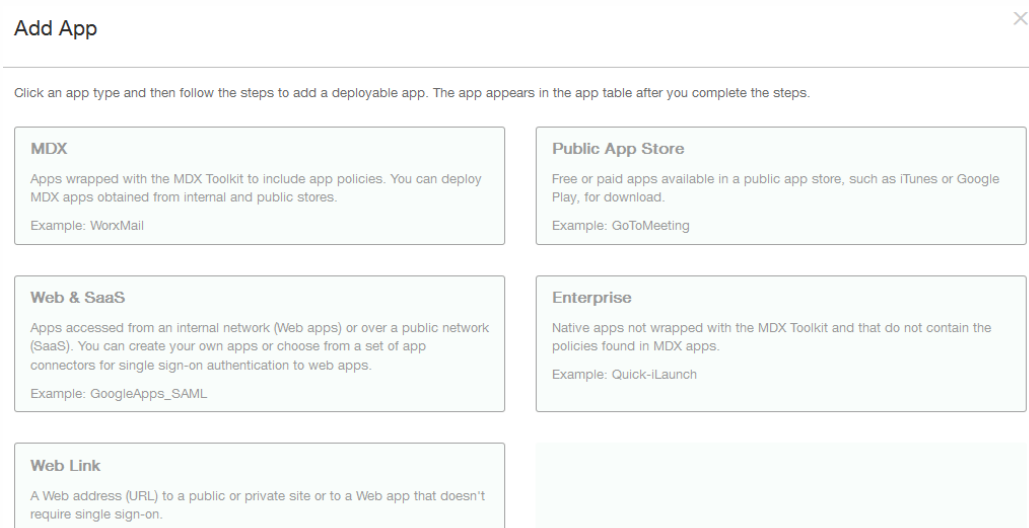 Add App
Click an app type and then follow the steps to add a deployable app. The app appears in the app table after you complete the steps.
MDX
Apps wrapped with the MDX Toolkit to include app policies. You can deploy
MDX apps obtained from internal and public stores.
Example: WorxMail
Public App Store
Free or paid apps available in a public app store, such as iTunes or Google
Play, for download.
Example: GoToMeeting
Web & SaaS
Apps accessed from an internal network (Web apps) or over a public network
(SaaS). You can create your own apps or choose from a set of app
connectors for single sign-on authentication to web apps.
Example: GoogleApps_SAML
Enterprise
Native apps not wrapped with the MDX Toolkit and that do not contain the
policies found in MDX apps.
Example: Quick-iLaunch
Web Link
A Web address (URL) to a public or private site or to a Web app that doesn't
require single sign-on.